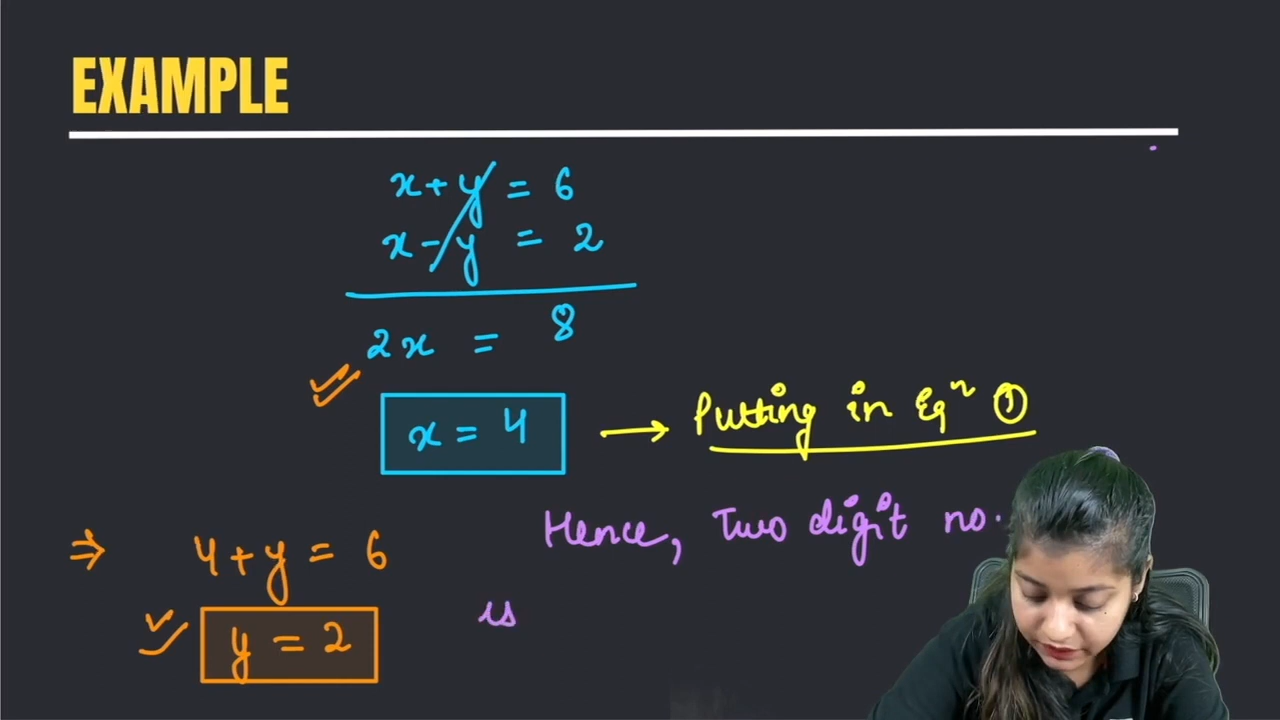 EXAMPLE
x + y = 6
x - y = 2
2x = 8
x = 4 → Putting in Eqⁿ ①
Hence, Two digit no.
⇒ 4 + y = 6
is
y = 2